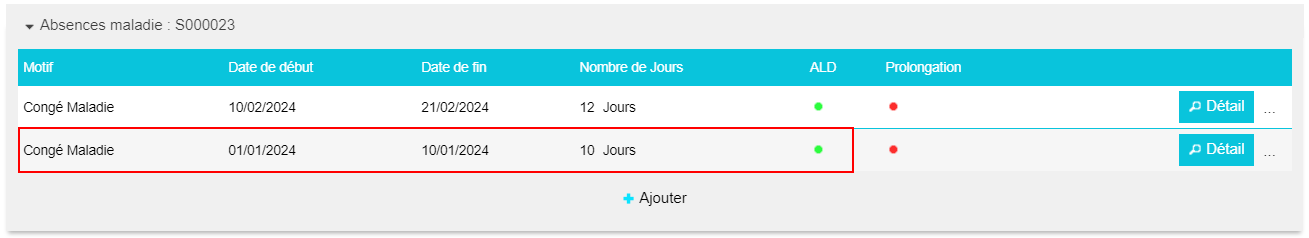 Absences maladie : S000023
Motif Date de début Date de fin Nombre de Jours ALD Prolongation
Congé Maladie 10/02/2024 21/02/2024 12 Jours Détail ...
Congé Maladie 01/01/2024 10/01/2024 10 Jours Détail ...
Ajouter